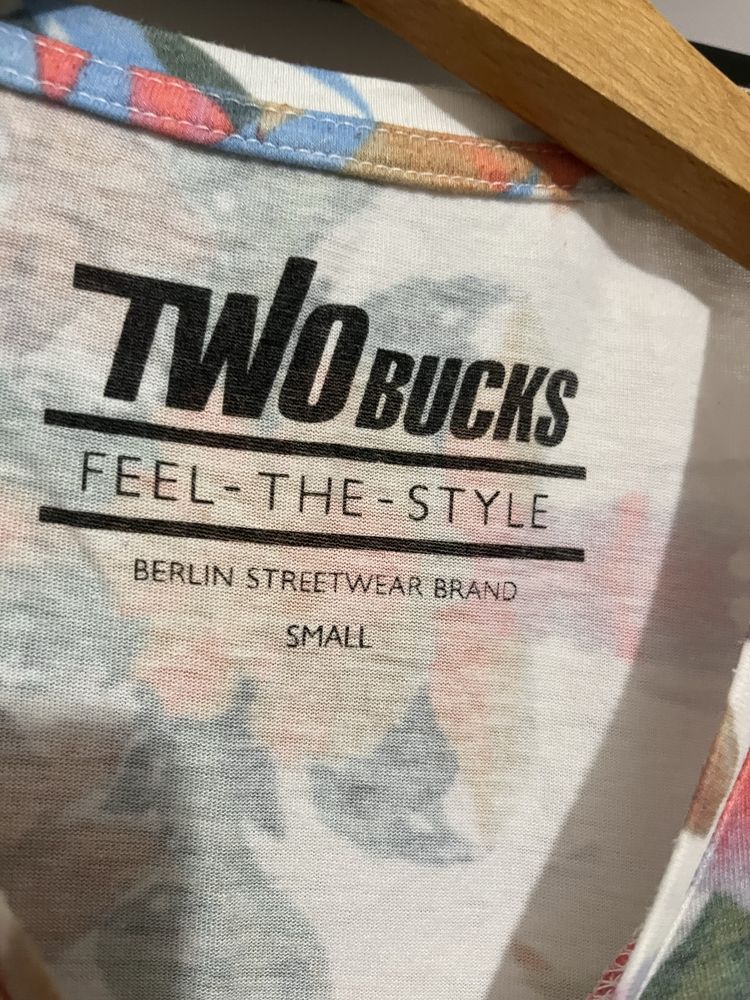 TWO BUCKS
FEEL-THE-STYLE
BERLIN STREETWEAR BRAND
SMALL